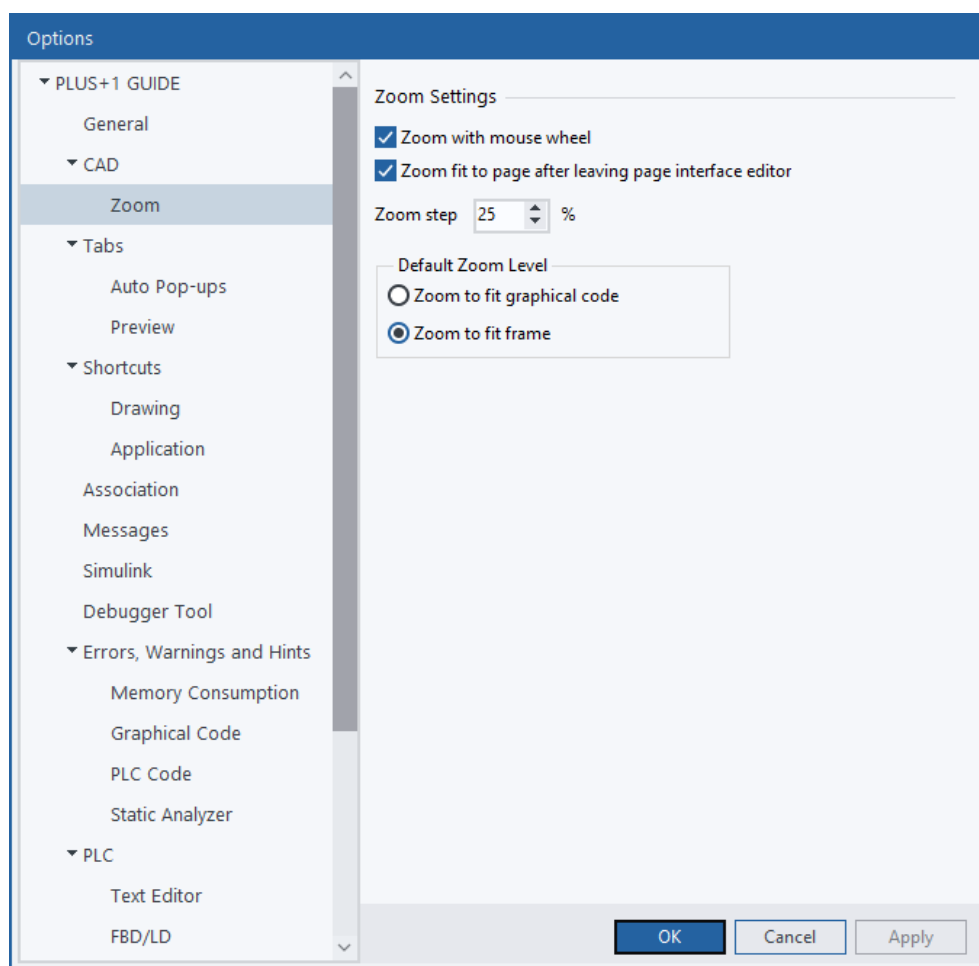 Options
PLUS+1 GUIDE
General
CAD
Zoom
Tabs
Auto Pop-ups
Preview
Shortcuts
Drawing
Application
Association
Messages
Simulink
Debugger Tool
Errors, Warnings and Hints
Memory Consumption
Graphical Code
PLC Code
Static Analyzer
PLC
Text Editor
FBD/LD
Zoom Settings
Zoom with mouse wheel
Zoom fit to page after leaving page interface editor
Zoom step 25 %
Default Zoom Level
Zoom to fit graphical code
Zoom to fit frame
OK Cancel Apply